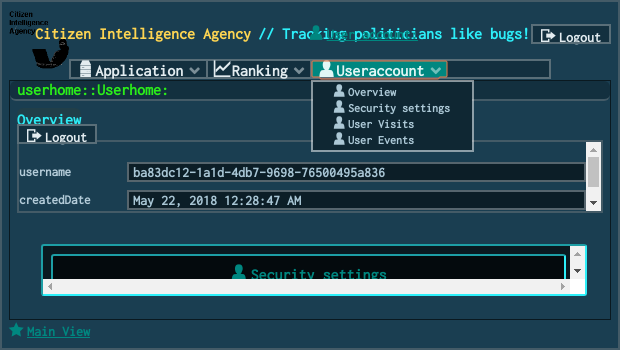 Citizen
Intelligence
Agency
Citizen Intelligence Agency // Tracking politicians like bugs!
Logout
Application
Ranking
Useraccount
userhome::Userhome:
Overview
Security settings
User Visits
User Events
Overview
Logout
username
ba83dc12-1a1d-4db7-9698-76500495a836
createdDate
May 22, 2018 12:28:47 AM
Security settings
Main View